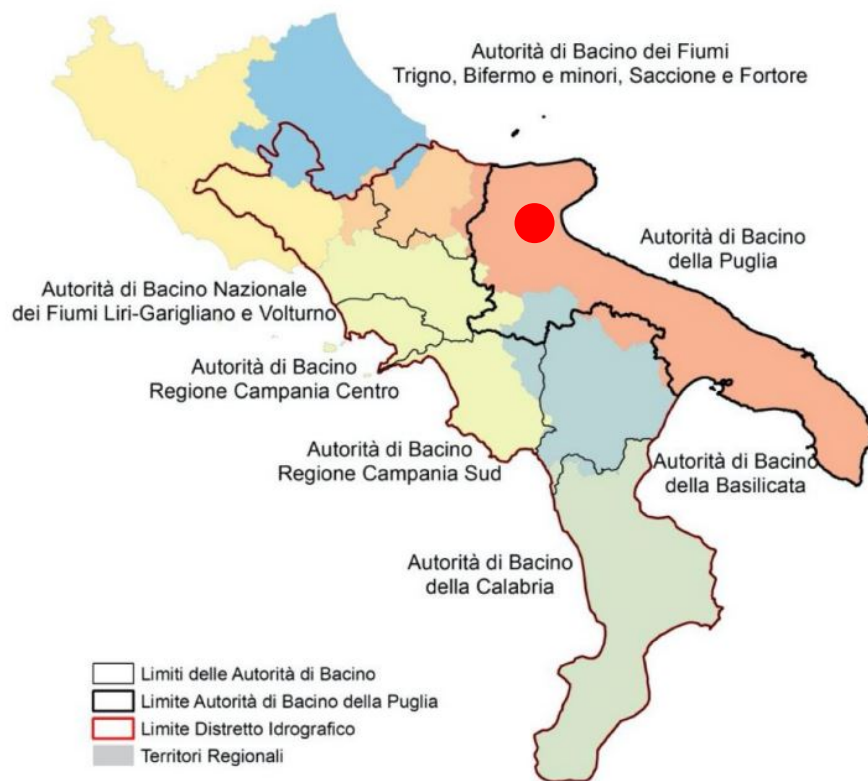 Autorità di Bacino dei Fiumi
Trigno, Bifermo e minori, Saccione e Fortore
Autorità di Bacino
della Puglia
Autorità di Bacino Nazionale
dei Fiumi Liri-Garigliano e Volturno
Autorità di Bacino
Regione Campania Centro
Autorità di Bacino
Regione Campania Sud
Autorità di Bacino
della Basilicata
Autorità di Bacino
della Calabria
Limiti delle Autorità di Bacino
Limite Autorità di Bacino della Puglia
Limite Distretto Idrografico
Territori Regionali